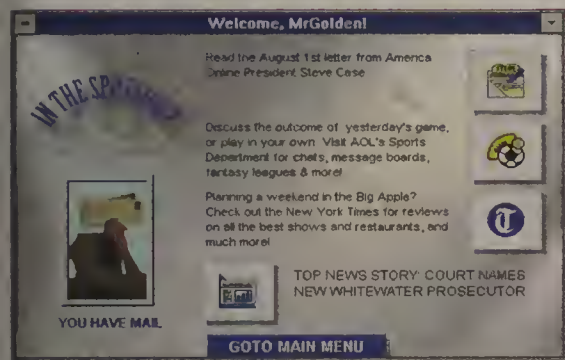 Welcome, MrGolden!
IN THE SPOTLIGHT
Read the August 1st letter from America
Online President Steve Case
Discuss the outcome of yesterday's game,
or play in your own. Visit AOL's Sports
Department for chats, message boards,
fantasy leagues & more!
Planning a weekend in the Big Apple?
Check out the New York Times for reviews
on all the best shows and restaurants, and
much more!
T
YOU HAVE MAIL
TOP NEWS STORY: COURT NAMES
NEW WHITEWATER PROSECUTOR
GOTO MAIN MENU